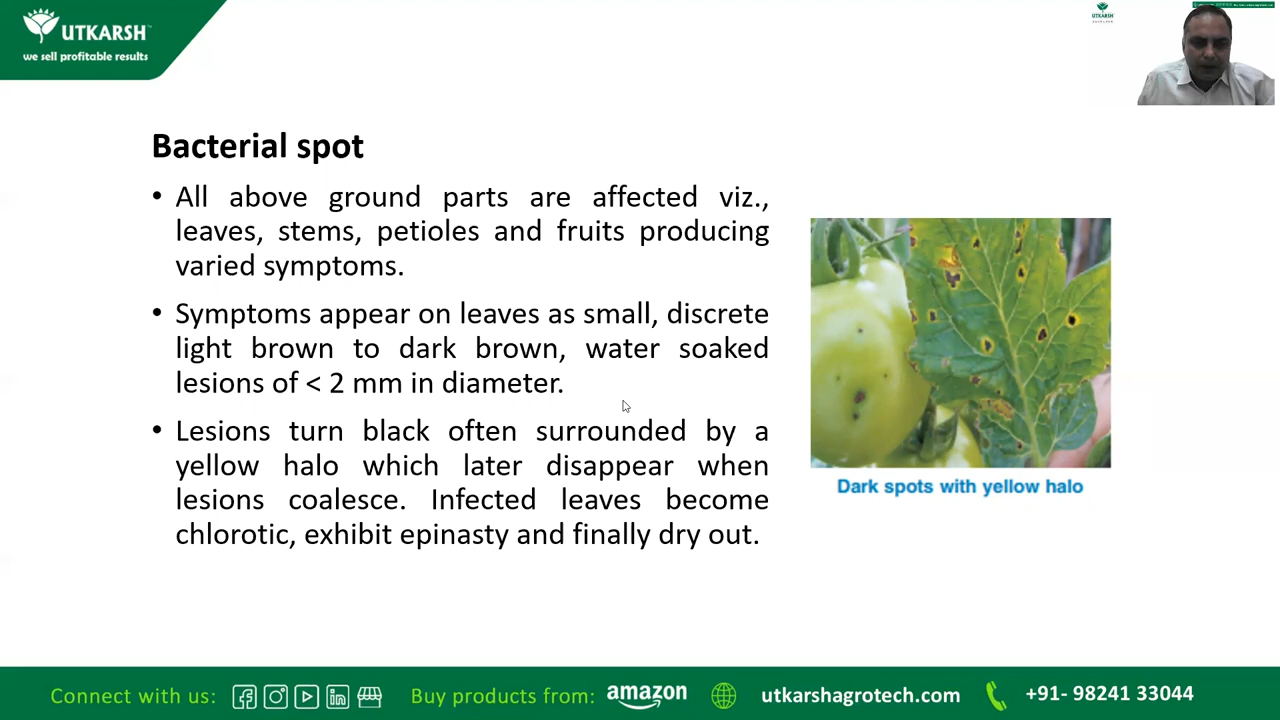 UTKARSH
we sell profitable results
UTKARSH
Bacterial spot
• All above ground parts are affected viz.,
leaves, stems, petioles and fruits producing
varied symptoms.
• Symptoms appear on leaves as small, discrete
light brown to dark brown, water soaked
lesions of < 2 mm in diameter.
• Lesions turn black often surrounded by a
yellow halo which later disappear when
lesions coalesce. Infected leaves become
chlorotic, exhibit epinasty and finally dry out.
Dark spots with yellow halo
Connect with us: Buy products from: amazon utkarshagrotech.com +91- 98241 33044